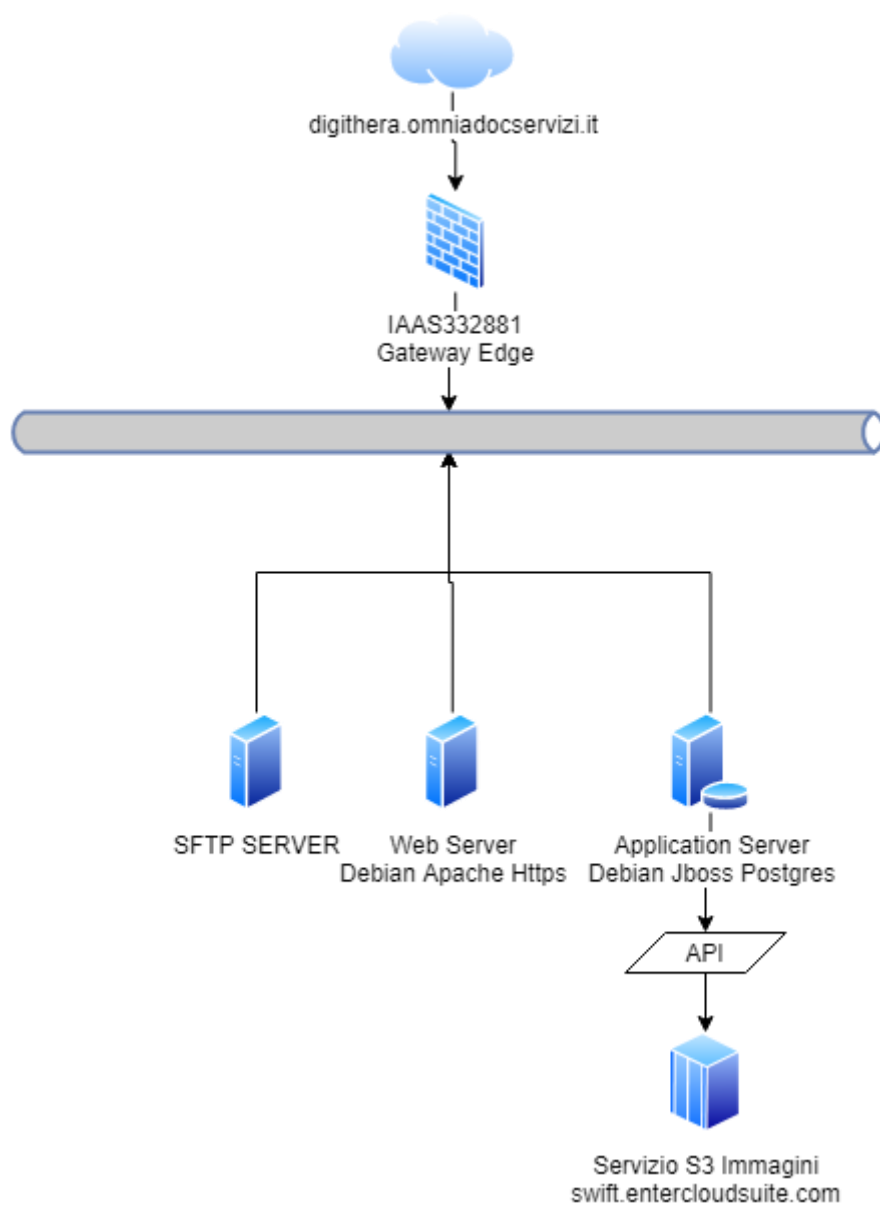 digithera.omniadocservizi.it
IAAS332881
Gateway Edge
SFTP SERVER
Web Server
Debian Apache Https
Application Server
Debian Jboss Postgres
API
Servizio S3 Immagini
swift.entercloudsuite.com